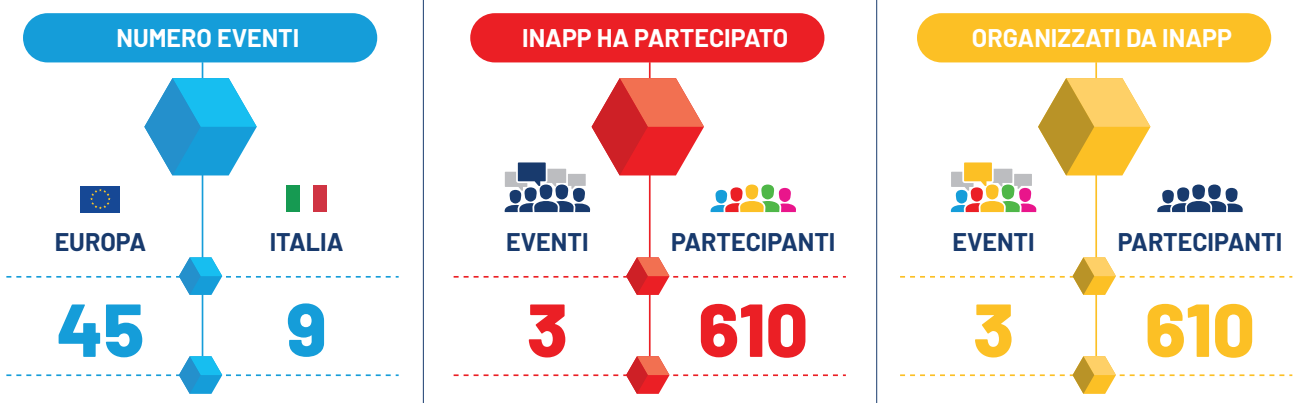 NUMERO EVENTI
EUROPA
ITALIA
45
9
INAPP HA PARTECIPATO
EVENTI
PARTECIPANTI
3
610
ORGANIZZATI DA INAPP
EVENTI
PARTECIPANTI
3
610